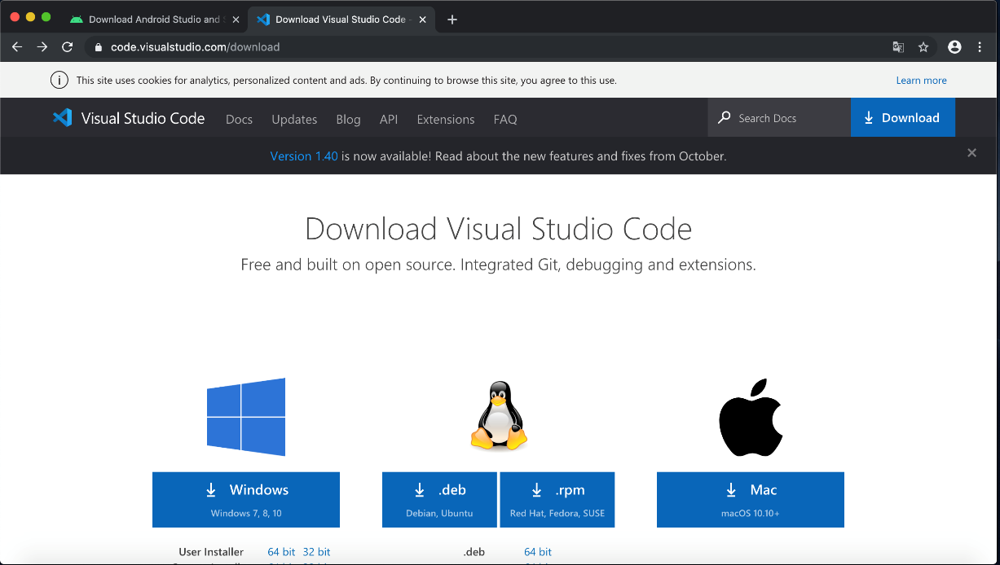 Download Android Studio and
Download Visual Studio Code -
code.visualstudio.com/download
This site uses cookies for analytics, personalized content and ads. By continuing to browse this site, you agree to this use.
Learn more
Visual Studio Code
Docs
Updates
Blog
API
Extensions
FAQ
Search Docs
Download
Version 1.40 is now available! Read about the new features and fixes from October.
Download Visual Studio Code
Free and built on open source. Integrated Git, debugging and extensions.
Windows
Windows 7, 8, 10
.deb
Debian, Ubuntu
.rpm
Red Hat, Fedora, SUSE
Mac
macOS 10.10+
User Installer 64 bit 32 bit
.deb 64 bit